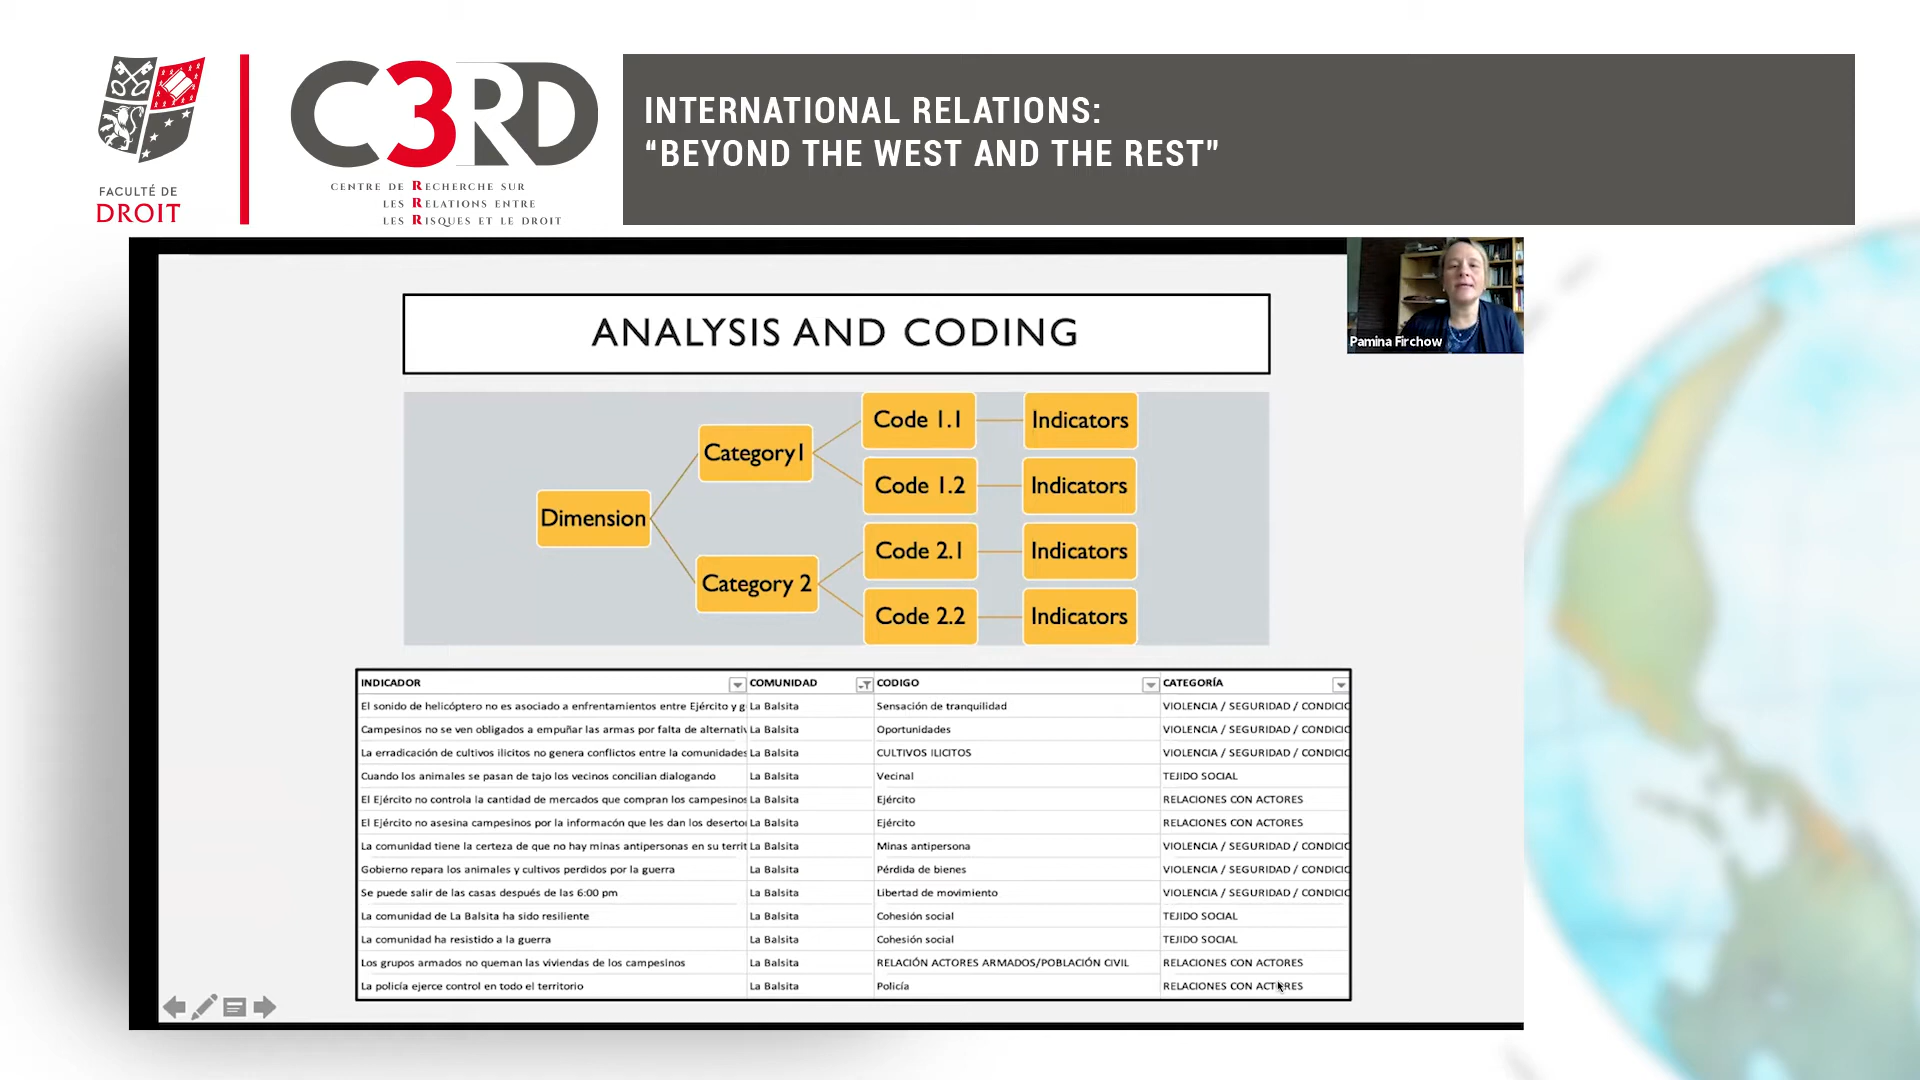 FACULTÉ DE
DROIT
C3RD
CENTRE DE RECHERCHE SUR
LES RELATIONS ENTRE
LES RISQUES ET LE DROIT
INTERNATIONAL RELATIONS:
“BEYOND THE WEST AND THE REST”
Pamina Firchow
ANALYSIS AND CODING
Dimension
Category1
Category 2
Code 1.1
Indicators
Code 1.2
Indicators
Code 2.1
Indicators
Code 2.2
Indicators
INDICADOR COMUNIDAD CODIGO CATEGORÍA
El sonido de helicóptero no es asociado a enfrentamientos entre Ejército y g La Balsita Sensación de tranquilidad VIOLENCIA / SEGURIDAD / CONDICIO
Campesinos no se ven obligados a empuñar las armas por falta de alternativ La Balsita Oportunidades VIOLENCIA / SEGURIDAD / CONDICIO
La erradicación de cultivos ilicitos no genera conflictos entre la comunidades La Balsita CULTIVOS ILICITOS VIOLENCIA / SEGURIDAD / CONDICIO
Cuando los animales se pasan de tajo los vecinos concilian dialogando La Balsita Vecinal TEJIDO SOCIAL
El Ejército no controla la cantidad de mercados que compran los campesinos La Balsita Ejército RELACIONES CON ACTORES
El Ejército no asesina campesinos por la informacón que les dan los deserto La Balsita Ejército RELACIONES CON ACTORES
La comunidad tiene la certeza de que no hay minas antipersonas en su territ La Balsita Minas antipersona VIOLENCIA / SEGURIDAD / CONDICIO
Gobierno repara los animales y cultivos perdidos por la guerra La Balsita Pérdida de bienes VIOLENCIA / SEGURIDAD / CONDICIO
Se puede salir de las casas después de las 6:00 pm La Balsita Libertad de movimiento VIOLENCIA / SEGURIDAD / CONDICIO
La comunidad de La Balsita ha sido resiliente La Balsita Cohesión social TEJIDO SOCIAL
La comunidad ha resistido a la guerra La Balsita Cohesión social TEJIDO SOCIAL
Los grupos armados no queman las viviendas de los campesinos La Balsita RELACIÓN ACTORES ARMADOS/POBLACIÓN CIVIL RELACIONES CON ACTORES
La policía ejerce control en todo el territorio La Balsita Policía RELACIONES CON ACTORES